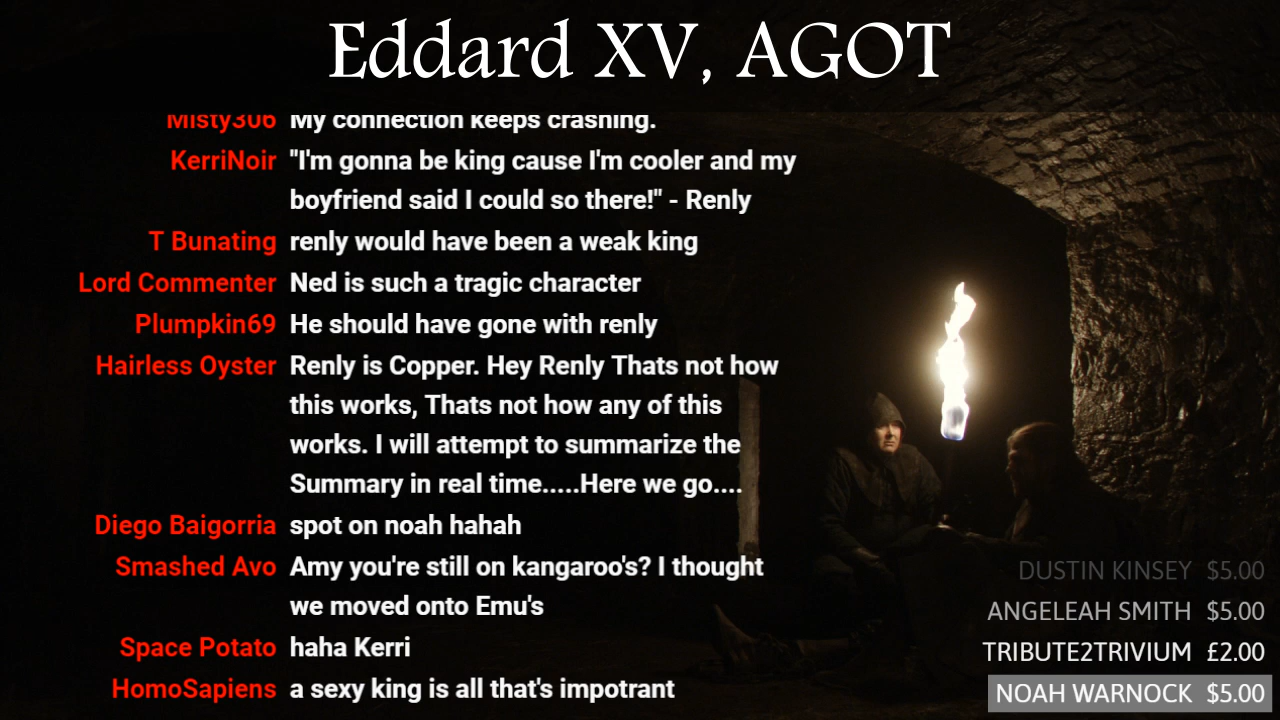 Eddard XV, AGOT
Misty306 My connection keeps crashing.
KerriNoir "I'm gonna be king cause I'm cooler and my
boyfriend said I could so there!" - Renly
T Bunating renly would have been a weak king
Lord Commenter Ned is such a tragic character
Plumpkin69 He should have gone with renly
Hairless Oyster Renly is Copper. Hey Renly Thats not how
this works, Thats not how any of this
works. I will attempt to summarize the
Summary in real time.....Here we go....
Diego Baigorria spot on noah hahah
Smashed Avo Amy you're still on kangaroo's? I thought
we moved onto Emu's
Space Potato haha Kerri
HomoSapiens a sexy king is all that's impotrant
DUSTIN KINSEY $5.00
ANGELEAH SMITH $5.00
TRIBUTE2TRIVIUM £2.00
NOAH WARNOCK $5.00